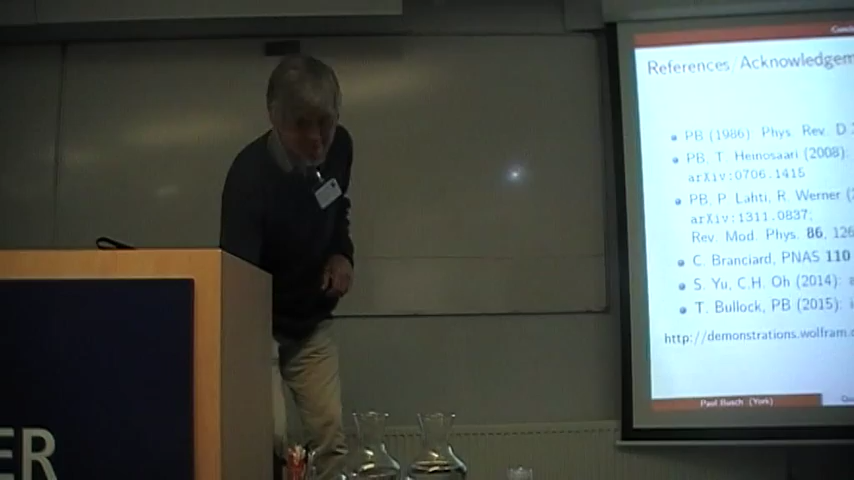 References, Acknowledgem
PB (1986): Phys. Rev. D
PB, T. Heinosaari (2008):
arXiv:0706.1415
PB, P. Lahti, R. Werner (
arXiv:1311.0837;
Rev. Mod. Phys. 86, 126
C. Branciard, PNAS 110
S. Yu, C.H. Oh (2014): a
T. Bullock, PB (2015): i
http://demonstrations.wolfram.
Paul Busch (York)
Qu
ER